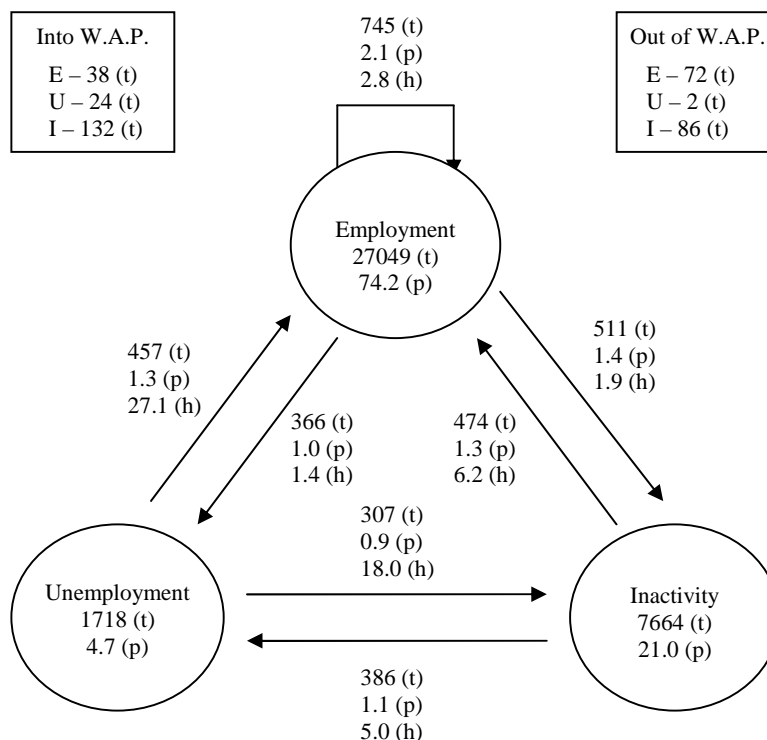 Into W.A.P.
E – 38 (t)
U – 24 (t)
I – 132 (t)
745 (t)
2.1 (p)
2.8 (h)
Out of W.A.P.
E – 72 (t)
U – 2 (t)
I – 86 (t)
Employment
27049 (t)
74.2 (p)
457 (t)
1.3 (p)
27.1 (h)
366 (t)
1.0 (p)
1.4 (h)
474 (t)
1.3 (p)
6.2 (h)
511 (t)
1.4 (p)
1.9 (h)
307 (t)
0.9 (p)
18.0 (h)
Unemployment
1718 (t)
4.7 (p)
Inactivity
7664 (t)
21.0 (p)
386 (t)
1.1 (p)
5.0 (h)